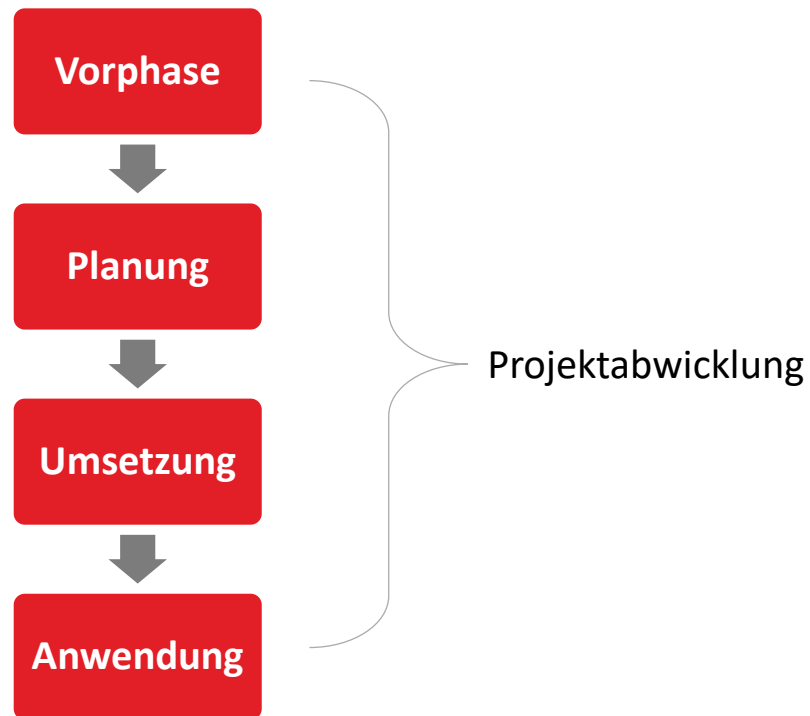 Vorphase
Planung
Projektabwicklung
Umsetzung
Anwendung